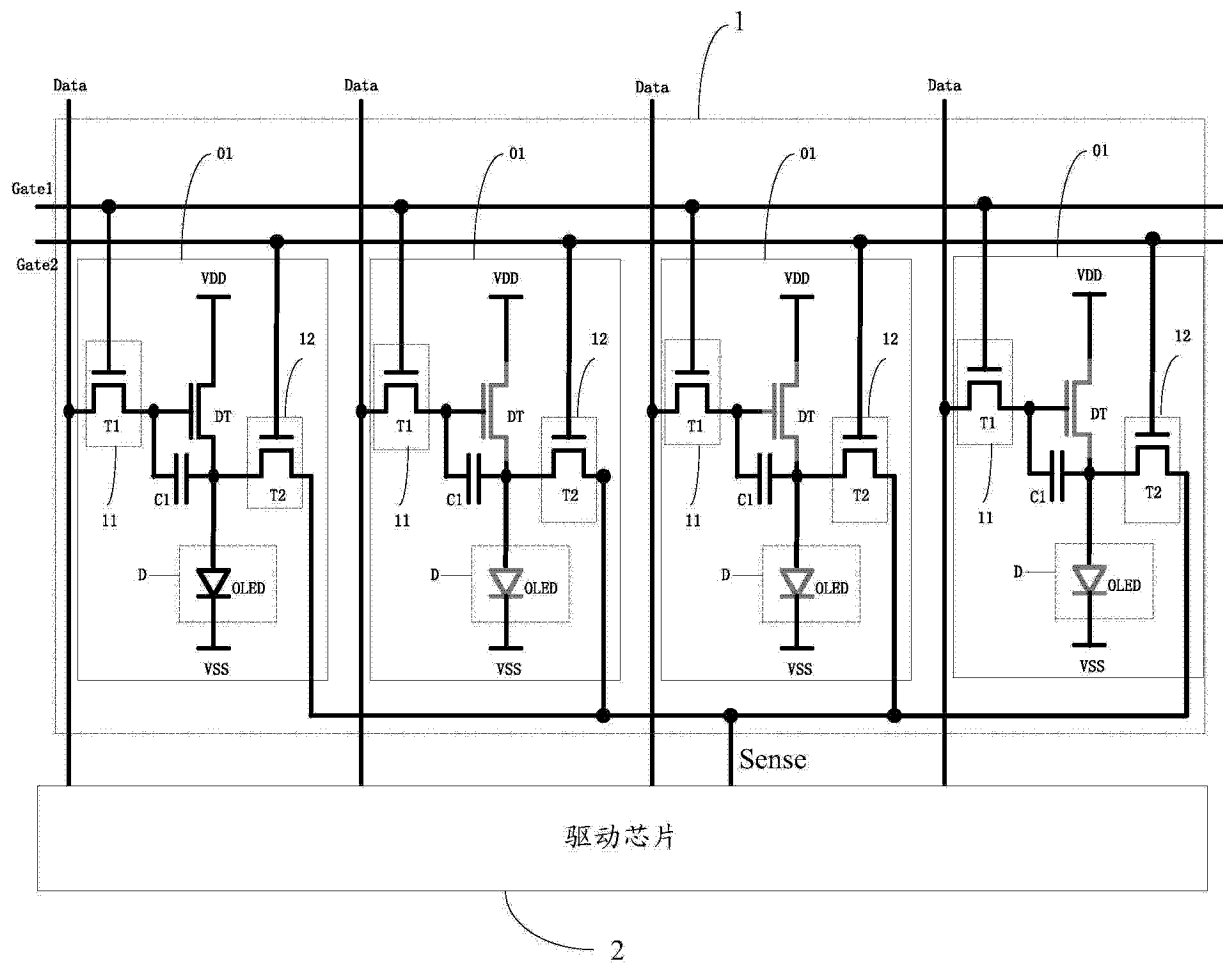 1
Data Data Data Data
01 01 01 01
Gate1
Gate2
VDD VDD VDD VDD
12 12 12 12
T1 DT T1 DT T1 DT T1 DT
C1 T2 C1 T2 C1 T2 C1 T2
11 11 11 11
D OLED D OLED D OLED D OLED
VSS VSS VSS VSS
Sense
驱动芯片
2